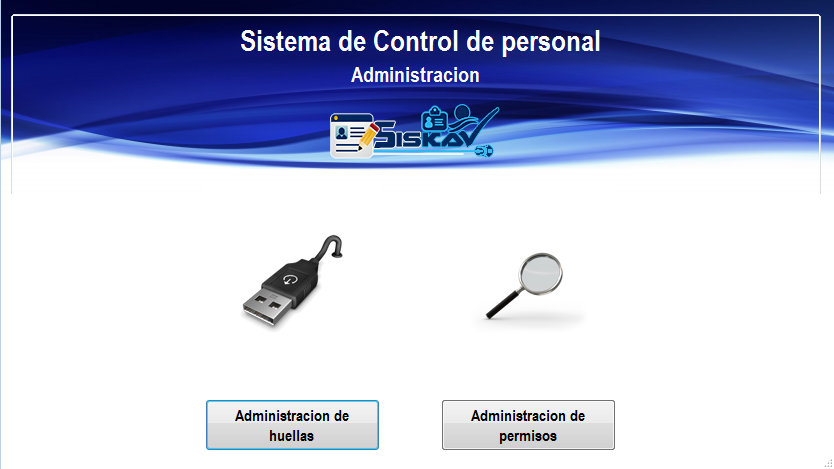 Sistema de Control de personal
Administracion
SISKAV
Administracion de
huellas
Administracion de
permisos